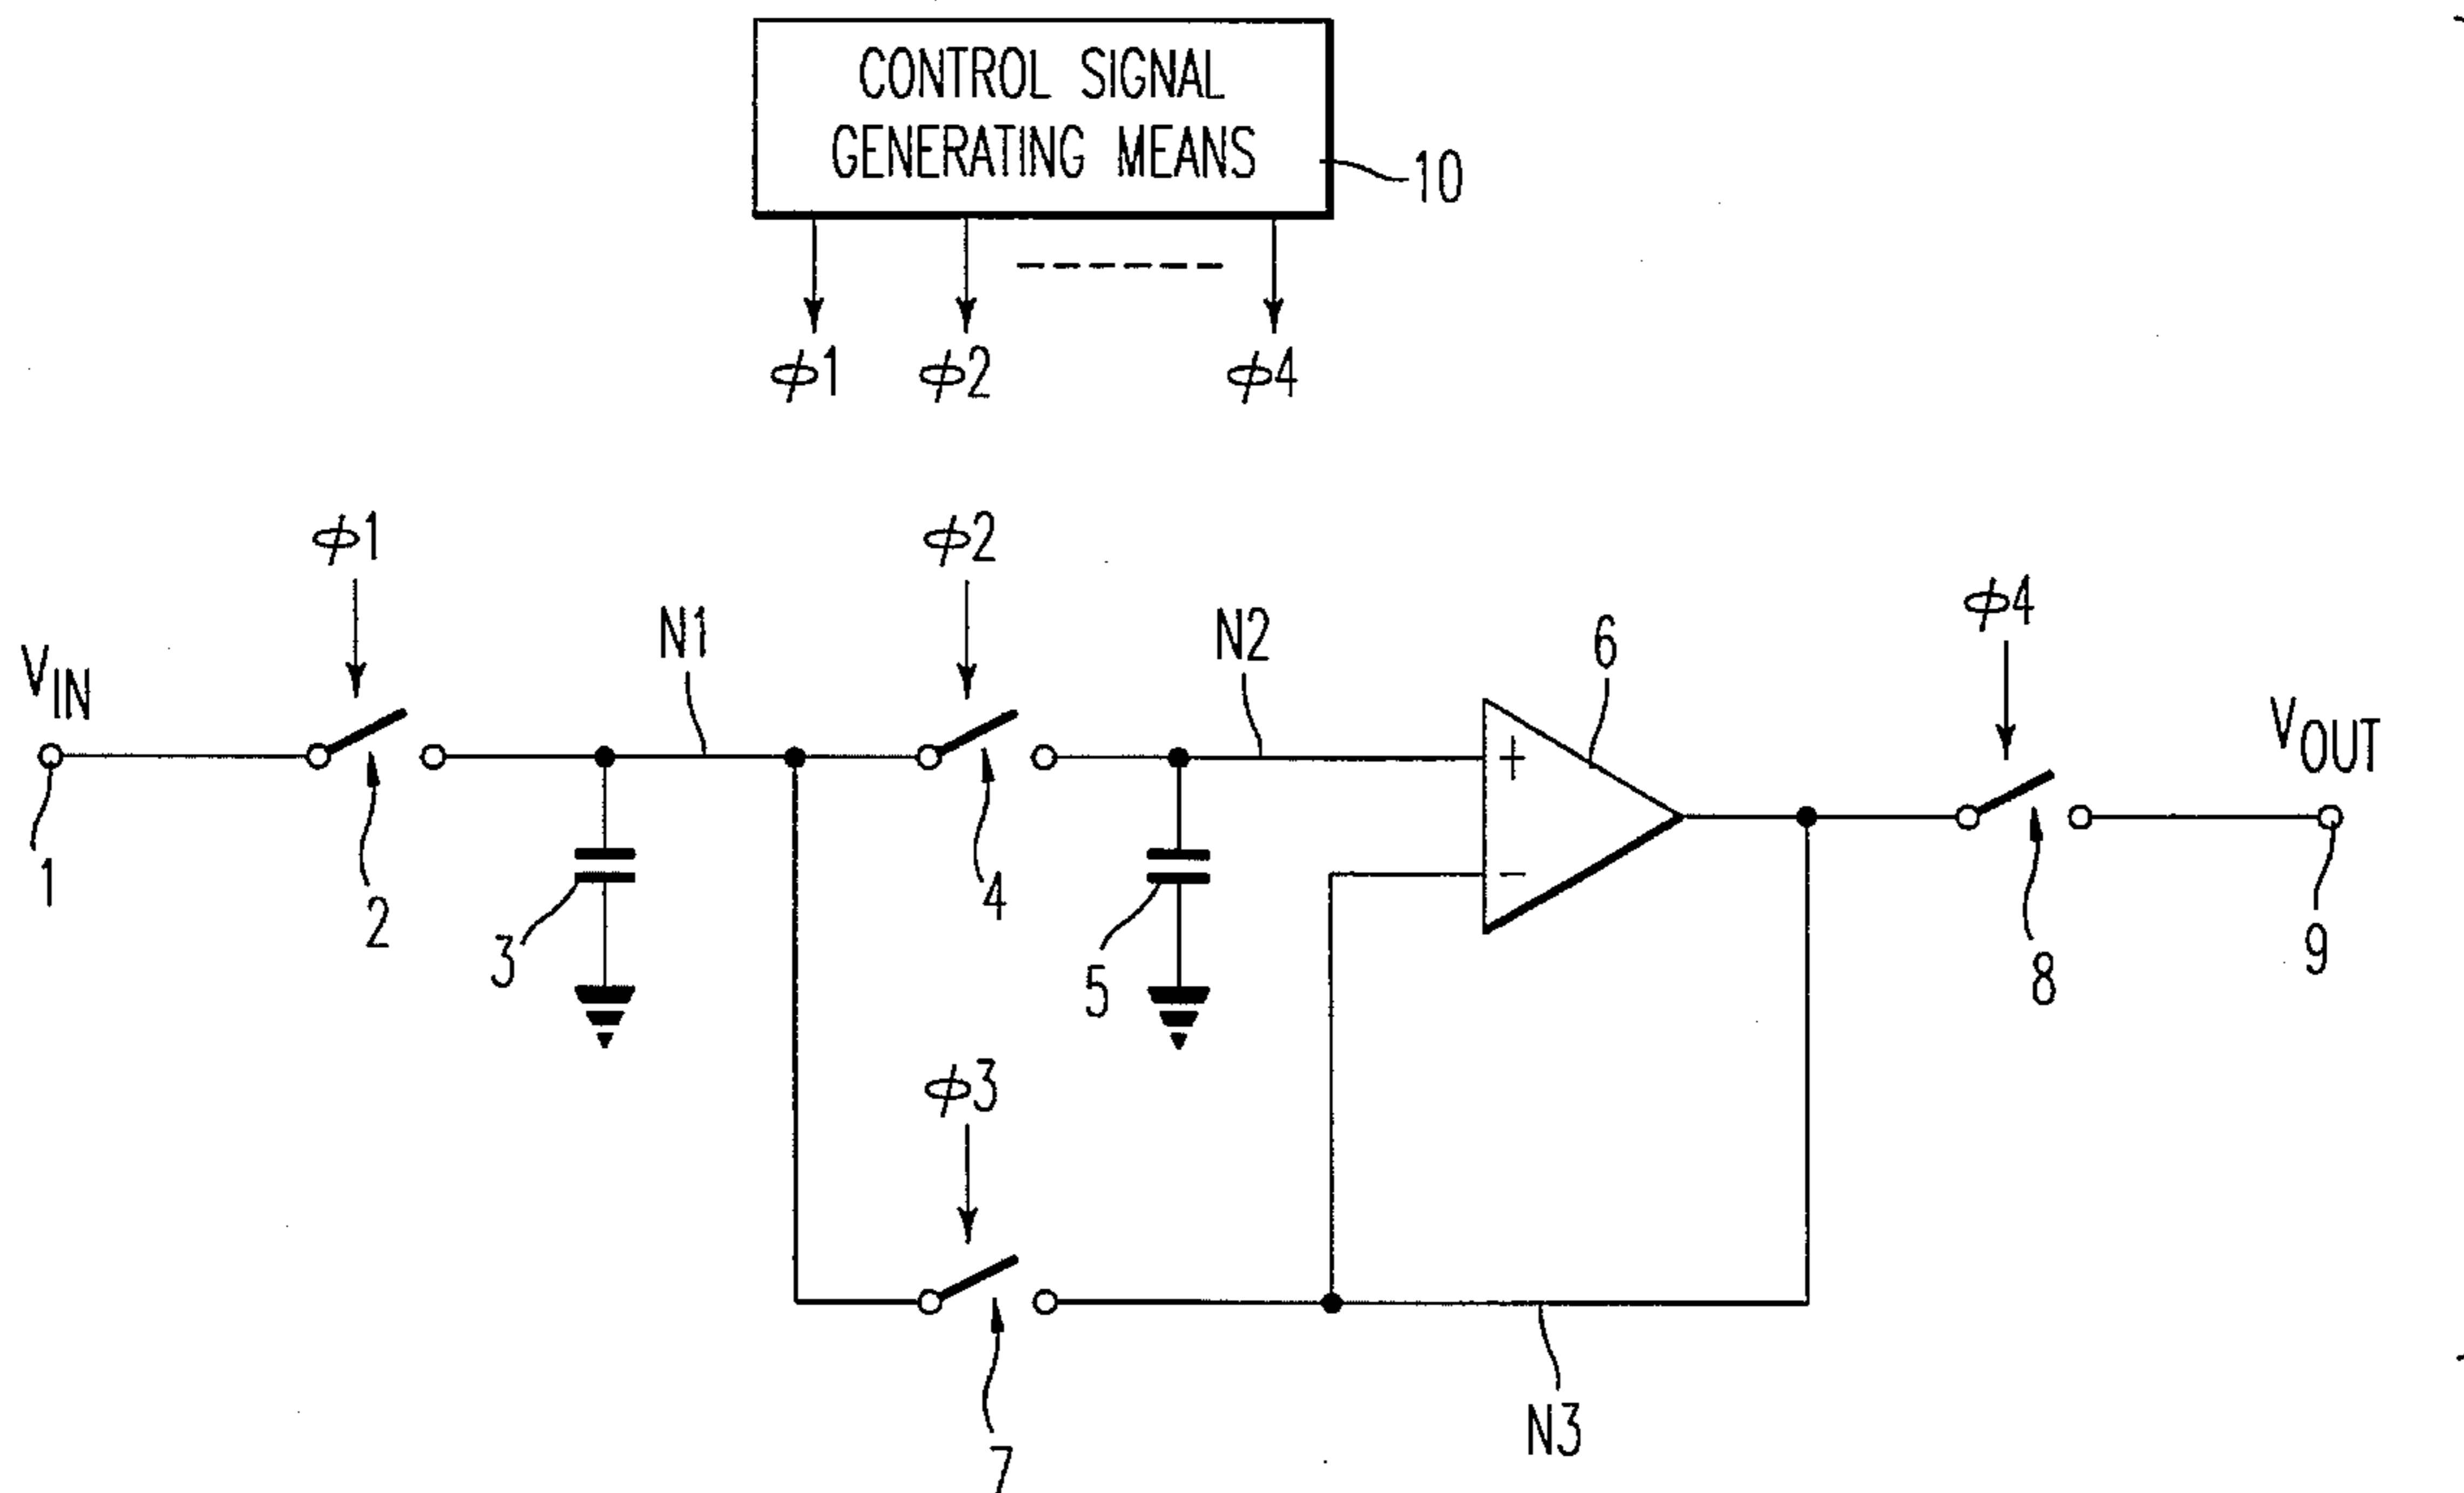 CONTROL SIGNAL
GENERATING MEANS
10
ϕ1 ϕ2 ϕ4
ϕ1 ϕ2 ϕ4
VIN N1 N2 6 VOUT
+
−
1 2 3 4 5 8 9
ϕ3
7
N3